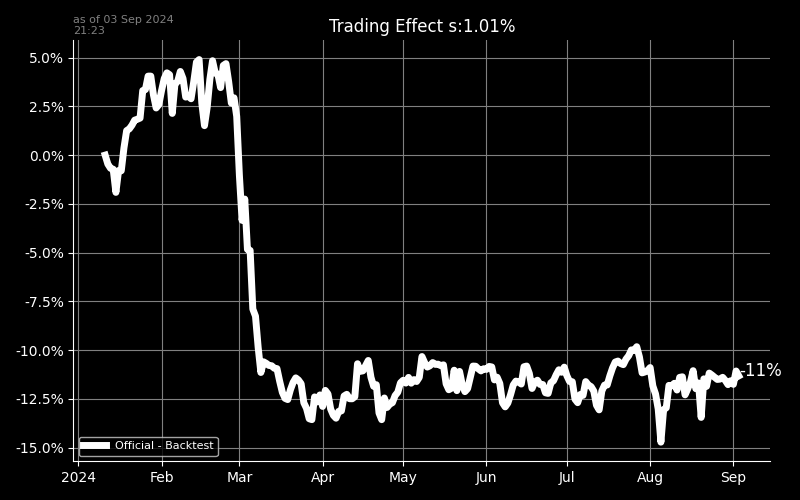 as of 03 Sep 2024
21:23
Trading Effect s:1.01%
5.0%
2.5%
0.0%
-2.5%
-5.0%
-7.5%
-10.0%
-12.5%
-15.0%
-11%
Official - Backtest
2024 Feb Mar Apr May Jun Jul Aug Sep